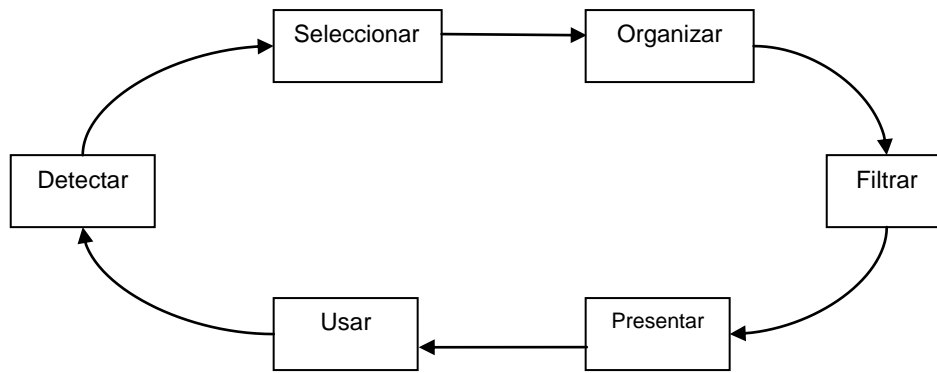 Seleccionar
Organizar
Detectar
Filtrar
Usar
Presentar